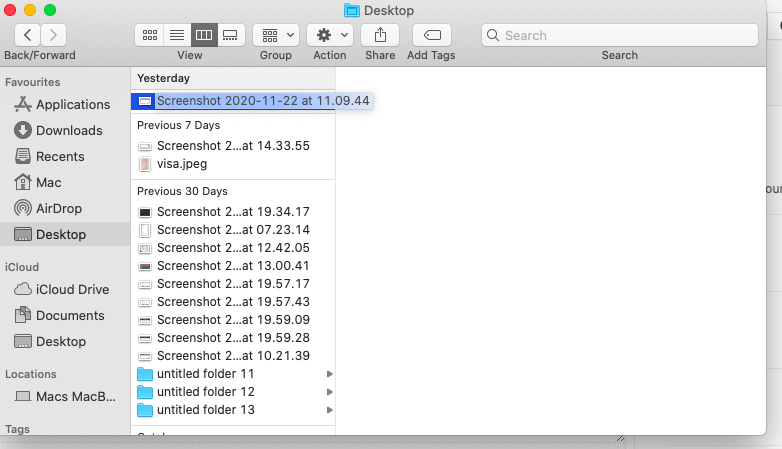 Desktop
Back/Forward
View
Group
Action
Share
Add Tags
Search
Search
Favourites
Applications
Downloads
Recents
Mac
AirDrop
Desktop
iCloud
iCloud Drive
Documents
Desktop
Locations
Macs MacB...
Tags
Yesterday
Screenshot 2020-11-22 at 11.09.44
Previous 7 Days
Screenshot 2...at 14.33.55
visa.jpeg
Previous 30 Days
Screenshot 2...at 19.34.17
Screenshot 2...at 07.23.14
Screenshot 2...at 12.42.05
Screenshot 2...at 13.00.41
Screenshot 2...at 19.57.17
Screenshot 2...at 19.57.43
Screenshot 2...at 19.59.09
Screenshot 2...at 19.59.28
Screenshot 2...at 10.21.39
untitled folder 11
untitled folder 12
untitled folder 13